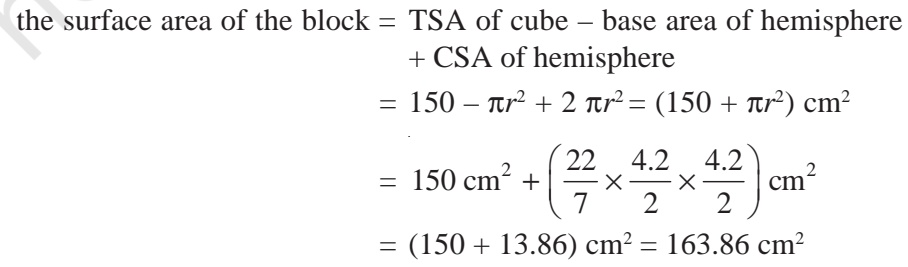 the surface area of the block = TSA of cube – base area of hemisphere
+ CSA of hemisphere
= 150 – πr² + 2 πr² = (150 + πr²) cm²
= 150 cm² + (22/7 × 4.2/2 × 4.2/2) cm²
= (150 + 13.86) cm² = 163.86 cm²